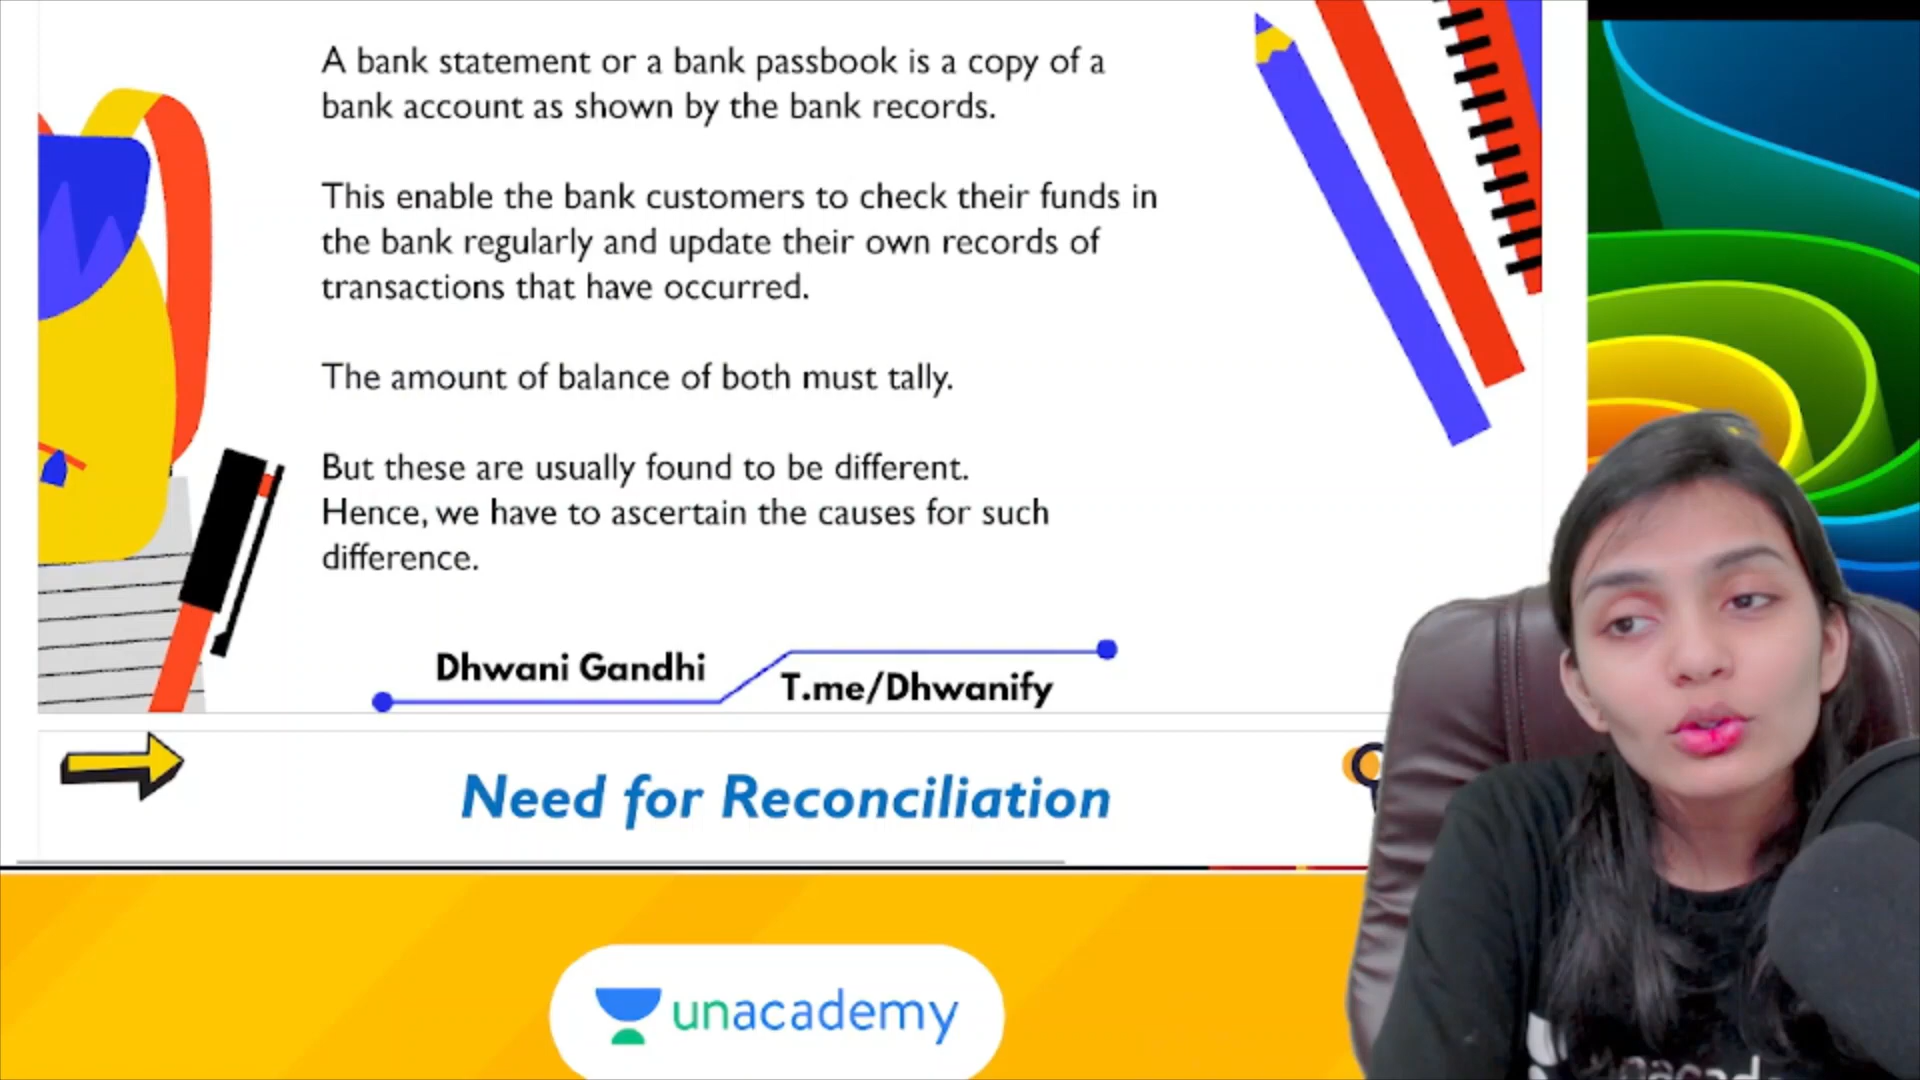 A bank statement or a bank passbook is a copy of a
bank account as shown by the bank records.
This enable the bank customers to check their funds in
the bank regularly and update their own records of
transactions that have occurred.
The amount of balance of both must tally.
But these are usually found to be different.
Hence, we have to ascertain the causes for such
difference.
Dhwani Gandhi
T.me/Dhwanify
Need for Reconciliation
unacademy